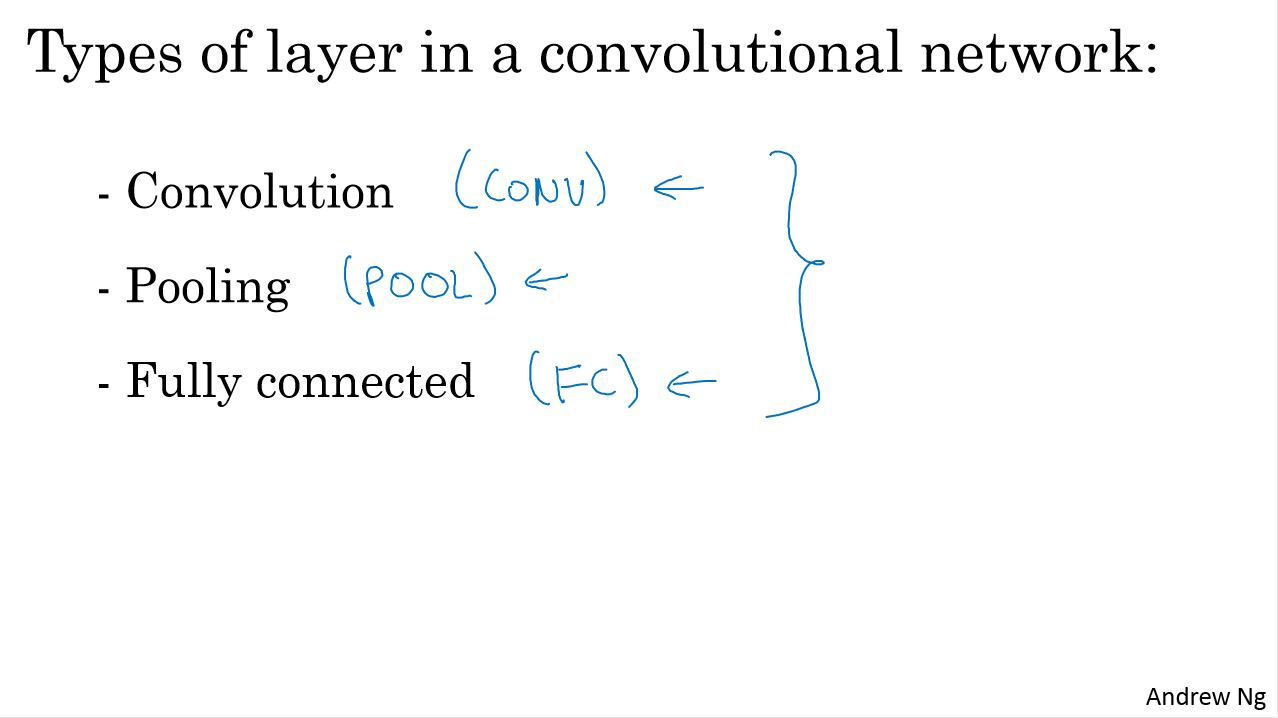 Types of layer in a convolutional network:
- Convolution (CONV) ←
- Pooling (POOL) ←
- Fully connected (FC) ←
Andrew Ng